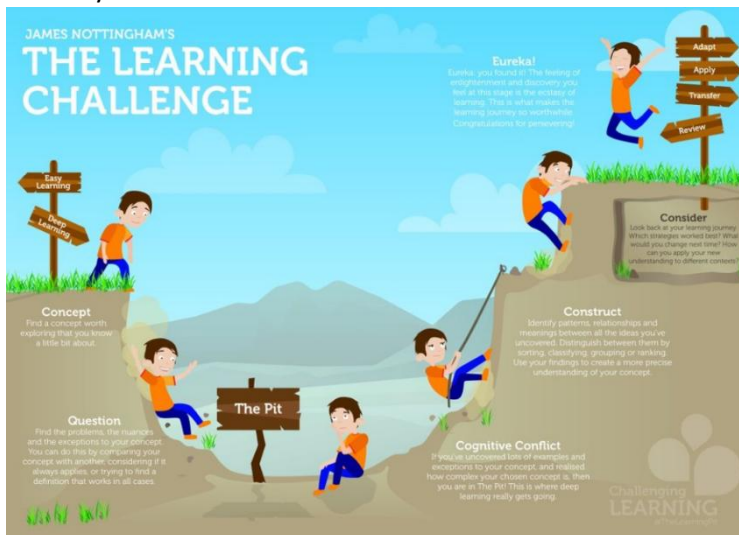 JAMES NOTTINGHAM'S
THE LEARNING
CHALLENGE
Eureka!
Eureka: you found it! The feeling of
enlightenment and discovery you
feel at this stage is the ecstasy of
learning. This is what makes the
learning journey so worthwhile.
Congratulations for persevering!
Adapt
Apply
Transfer
Review
Easy
Learning
Deep
Learning
Consider
Look back at your learning journey.
Which strategies worked best? What
would you change next time? How
can you apply your new
understanding to different contexts?
Concept
Find a concept worth
exploring that you know
a little bit about.
Construct
Identify patterns, relationships and
meanings between all the ideas you've
uncovered. Distinguish between them by
sorting, classifying, grouping or ranking.
Use your findings to create a more precise
understanding of your concept.
Question
Find the problems, the nuances
and the exceptions to your concept.
You can do this by comparing your
concept with another, considering if it
always applies, or trying to find a
definition that works in all cases.
The Pit
Cognitive Conflict
If you've uncovered lots of examples and
exceptions to your concept, and realised
how complex your chosen concept is, then
you are in The Pit! This is where deep
learning really gets going.
Challenging
LEARNING